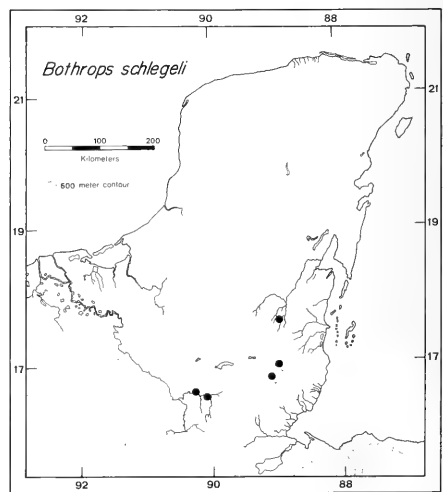 92 90 88
Bothrops schlegeli
21 21
0 100 200
Kilometers
600 meter contour
19 19
17 17
92 90 88